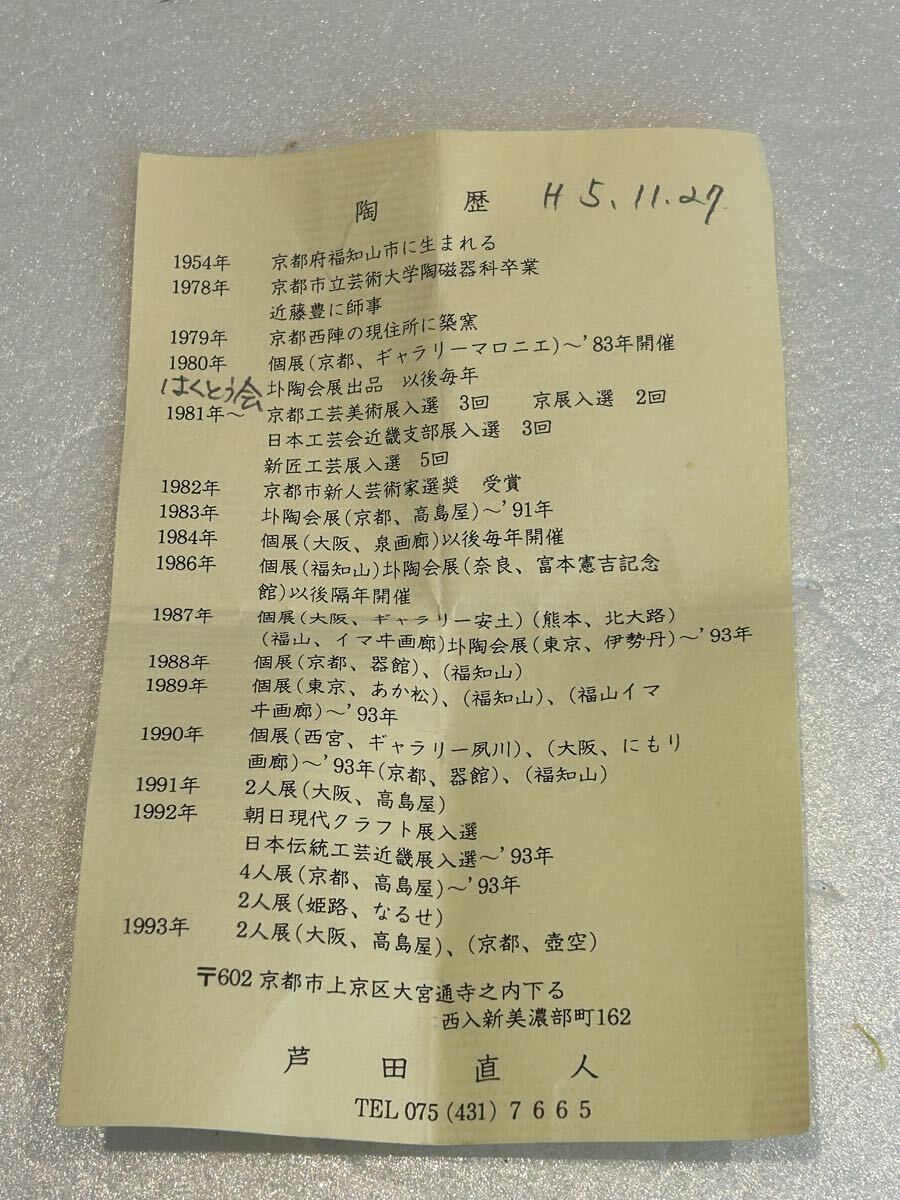 陶歴 H5.11.27
1954年 京都府福知山市に生まれる
1978年 京都市立芸術大学陶磁器科卒業
近藤豊に師事
1979年 京都西陣の現住所に築窯
1980年 個展(京都、ギャラリーマロニエ)～'83年開催
はくとう会 圤陶会展出品 以後毎年
1981年～ 京都工芸美術展入選 3回 京展入選 2回
日本工芸会近畿支部展入選 3回
新匠工芸展入選 5回
1982年 京都市新人芸術家選奨 受賞
1983年 圤陶会展(京都、高島屋)～'91年
1984年 個展(大阪、泉画廊)以後毎年開催
1986年 個展(福知山)圤陶会展(奈良、富本憲吉記念
館)以後隔年開催
1987年 個展(大阪、ギャラリー安土)(熊本、北大路)
(福山、イマヰ画廊)圤陶会展(東京、伊勢丹)～'93年
1988年 個展(京都、器館)、(福知山)
1989年 個展(東京、あか松)、(福知山)、(福山イマ
ヰ画廊)～'93年
1990年 個展(西宮、ギャラリー夙川)、(大阪、にもり
画廊)～'93年(京都、器館)、(福知山)
1991年 2人展(大阪、高島屋)
1992年 朝日現代クラフト展入選
日本伝統工芸近畿展入選～'93年
4人展(京都、高島屋)～'93年
2人展(姫路、なるせ)
1993年 2人展(大阪、高島屋)、(京都、壺空)
〒602 京都市上京区大宮通寺之内下る
西入新美濃部町162
芦田直人
TEL 075 (431) 7665